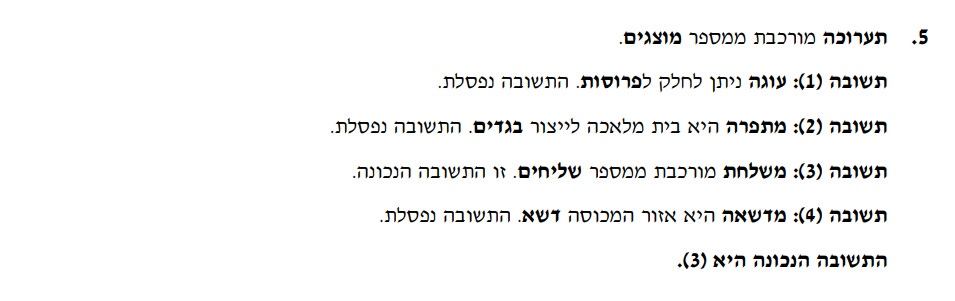 5. תערוכה מורכבת ממספר מוצגים.
תשובה (1): עוגה ניתן לחלק לפרוסות. התשובה נפסלת.
תשובה (2): מתפרה היא בית מלאכה לייצור בגדים. התשובה נפסלת.
תשובה (3): משלחת מורכבת ממספר שליחים. זו התשובה הנכונה.
תשובה (4): מדשאה היא אזור המכוסה דשא. התשובה נפסלת.
התשובה הנכונה היא (3).